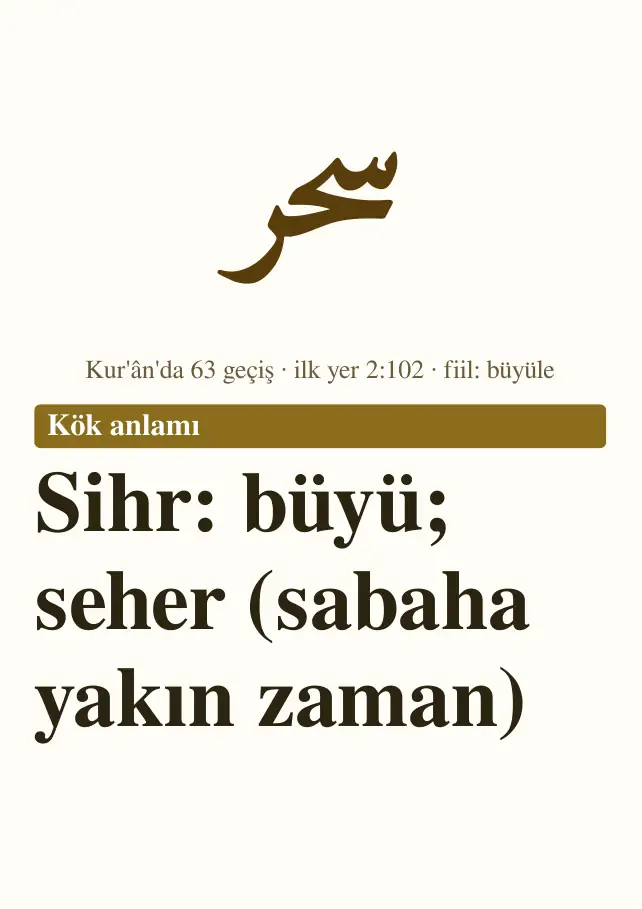 سحر
Kur'ân'da 63 geçiş · ilk yer 2:102 · fiil: büyüle
Kök anlamı
Sihr: büyü;
seher (sabaha
yakın zaman)